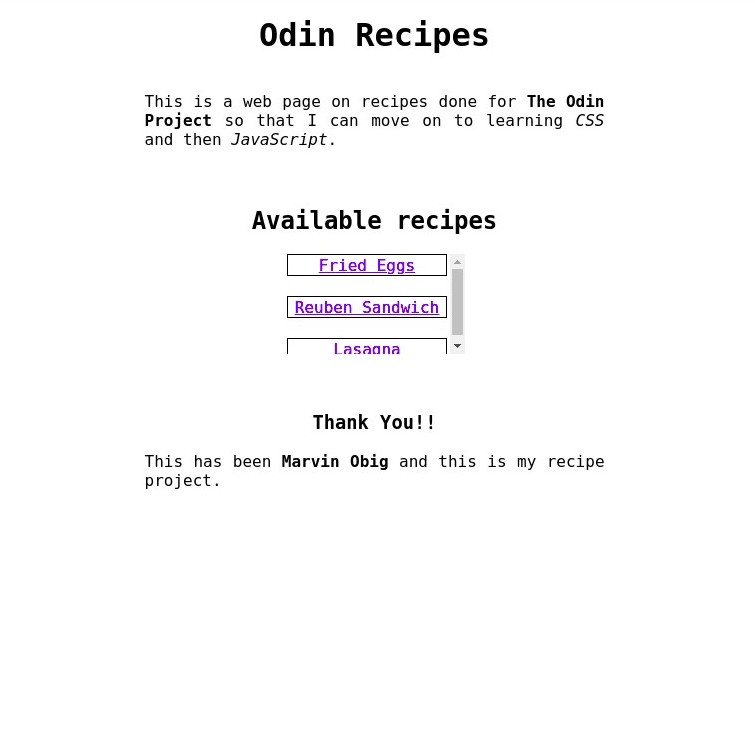 Odin Recipes
This is a web page on recipes done for The Odin
Project so that I can move on to learning CSS
and then JavaScript.
Available recipes
Fried Eggs
Reuben Sandwich
Lasagna
Thank You!!
This has been Marvin Obig and this is my recipe
project.